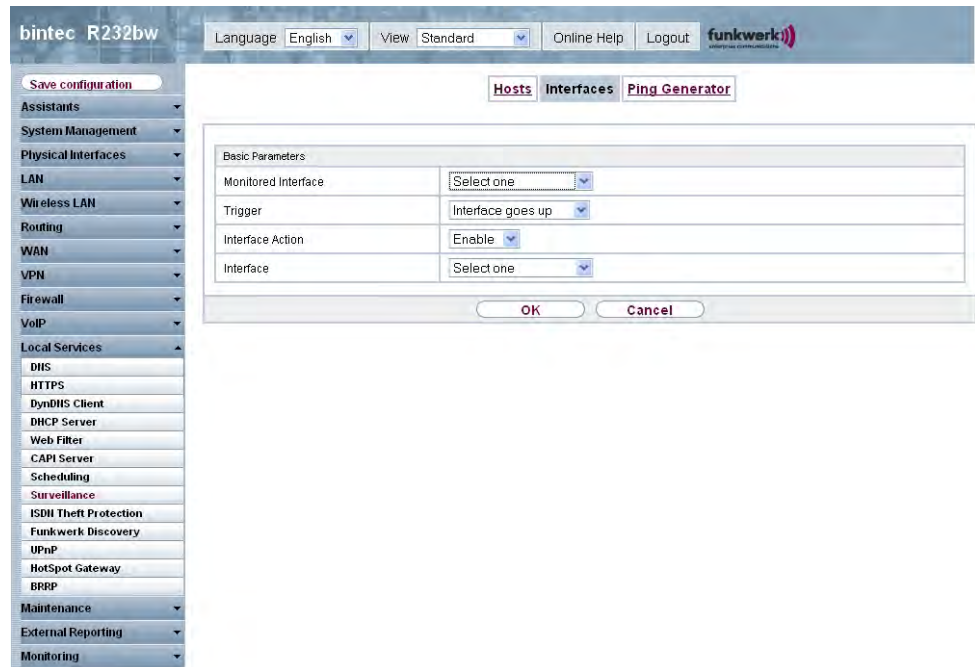 bintec R232bw
Language English View Standard Online Help Logout funkwerk
Save configuration
Assistants
System Management
Physical Interfaces
LAN
Wireless LAN
Routing
WAN
VPN
Firewall
VoIP
Local Services
DNS
HTTPS
DynDNS Client
DHCP Server
Web Filter
CAPI Server
Scheduling
Surveillance
ISDN Theft Protection
Funkwerk Discovery
UPnP
HotSpot Gateway
BRRP
Maintenance
External Reporting
Monitoring
Hosts Interfaces Ping Generator
Basic Parameters
Monitored Interface Select one
Trigger Interface goes up
Interface Action Enable
Interface Select one
OK Cancel